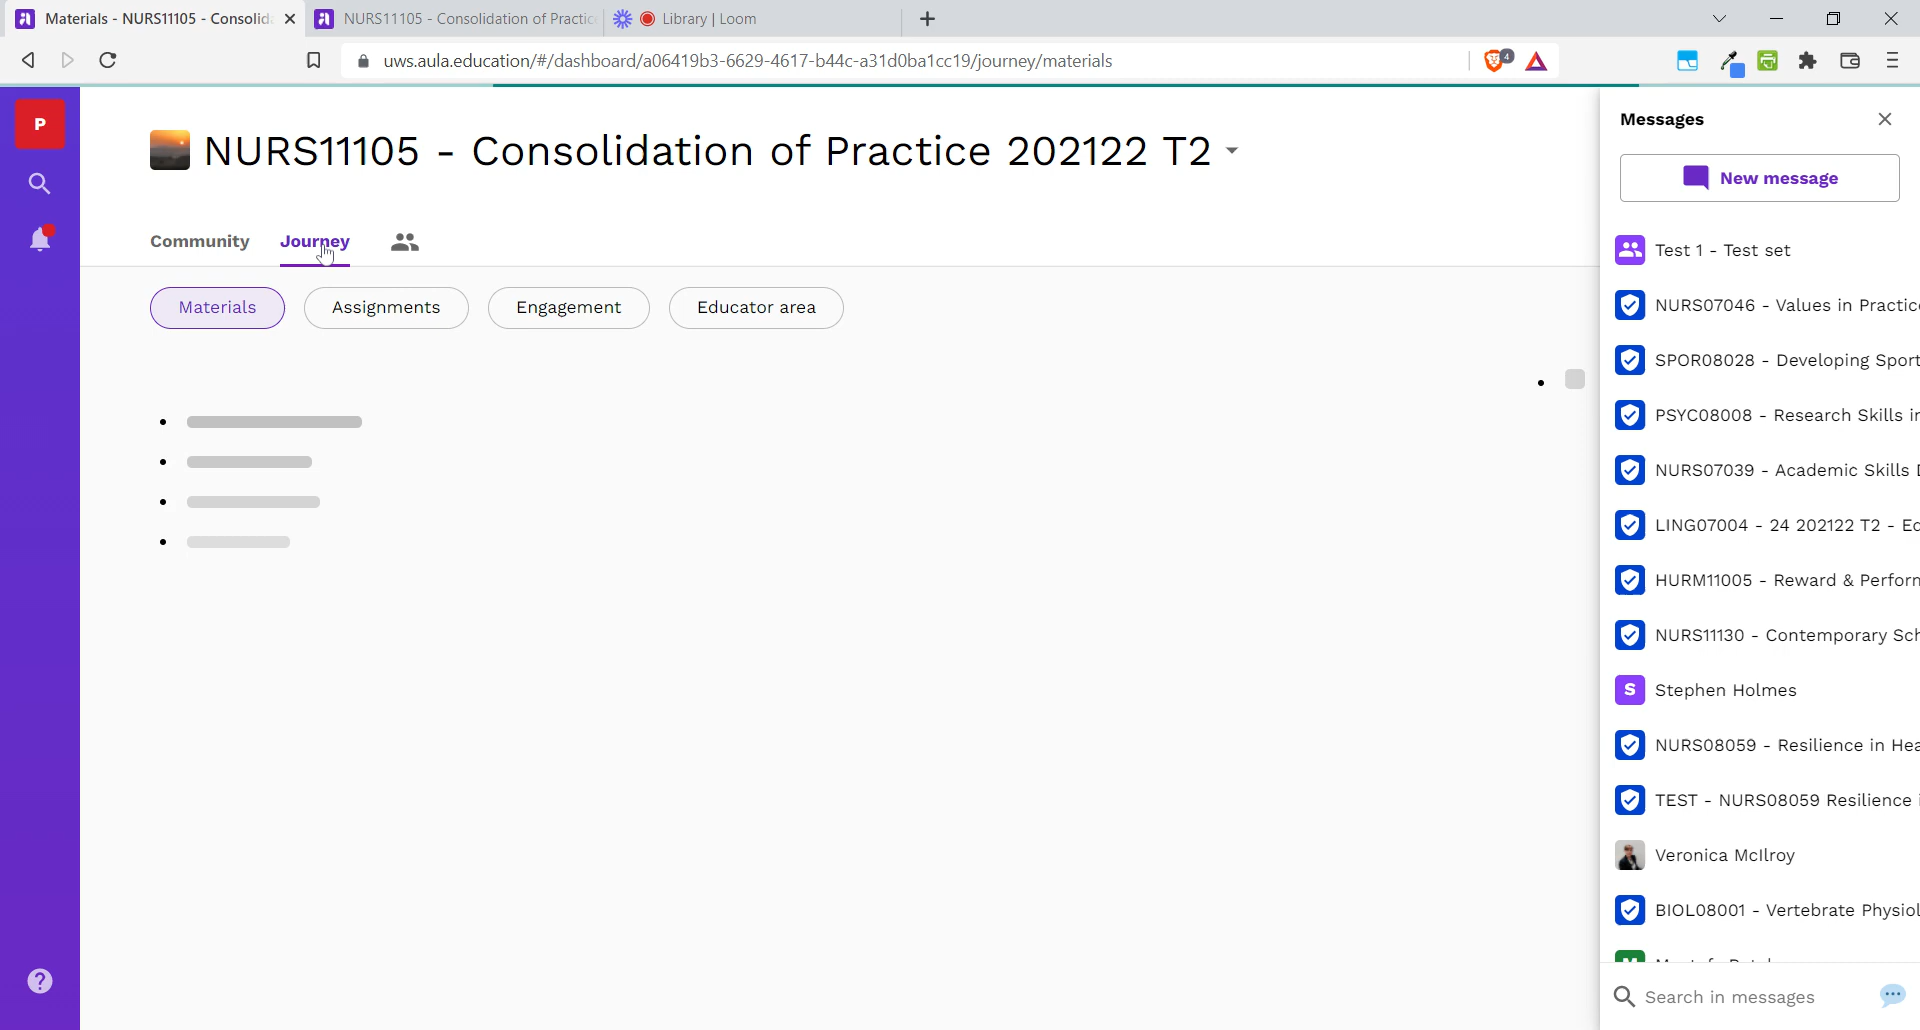 Materials - NURS11105 - Consolid
NURS11105 - Consolidation of Practic
Library | Loom
uws.aula.education/#/dashboard/a06419b3-6629-4617-b44c-a31d0ba1cc19/journey/materials
4
P
NURS11105 - Consolidation of Practice 202122 T2
Community
Journey
Materials
Assignments
Engagement
Educator area
Messages
New message
Test 1 - Test set
NURS07046 - Values in Practic
SPOR08028 - Developing Sport
PSYC08008 - Research Skills in
NURS07039 - Academic Skills D
LING07004 - 24 202122 T2 - Ed
HURM11005 - Reward & Perform
NURS11130 - Contemporary Sch
S
Stephen Holmes
NURS08059 - Resilience in Hea
TEST - NURS08059 Resilience i
Veronica McIlroy
BIOL08001 - Vertebrate Physiol
Search in messages